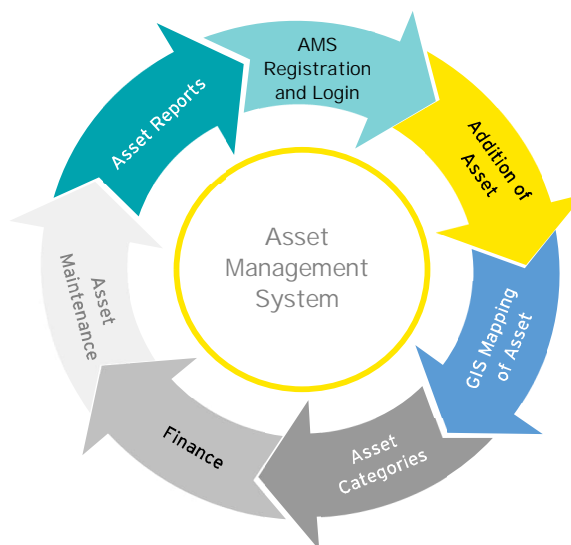 AMS
Registration
and Login
Addition of
Asset
GIS Mapping
of Asset
Asset
Categories
Finance
Asset
Maintenance
Asset Reports
Asset
Management
System